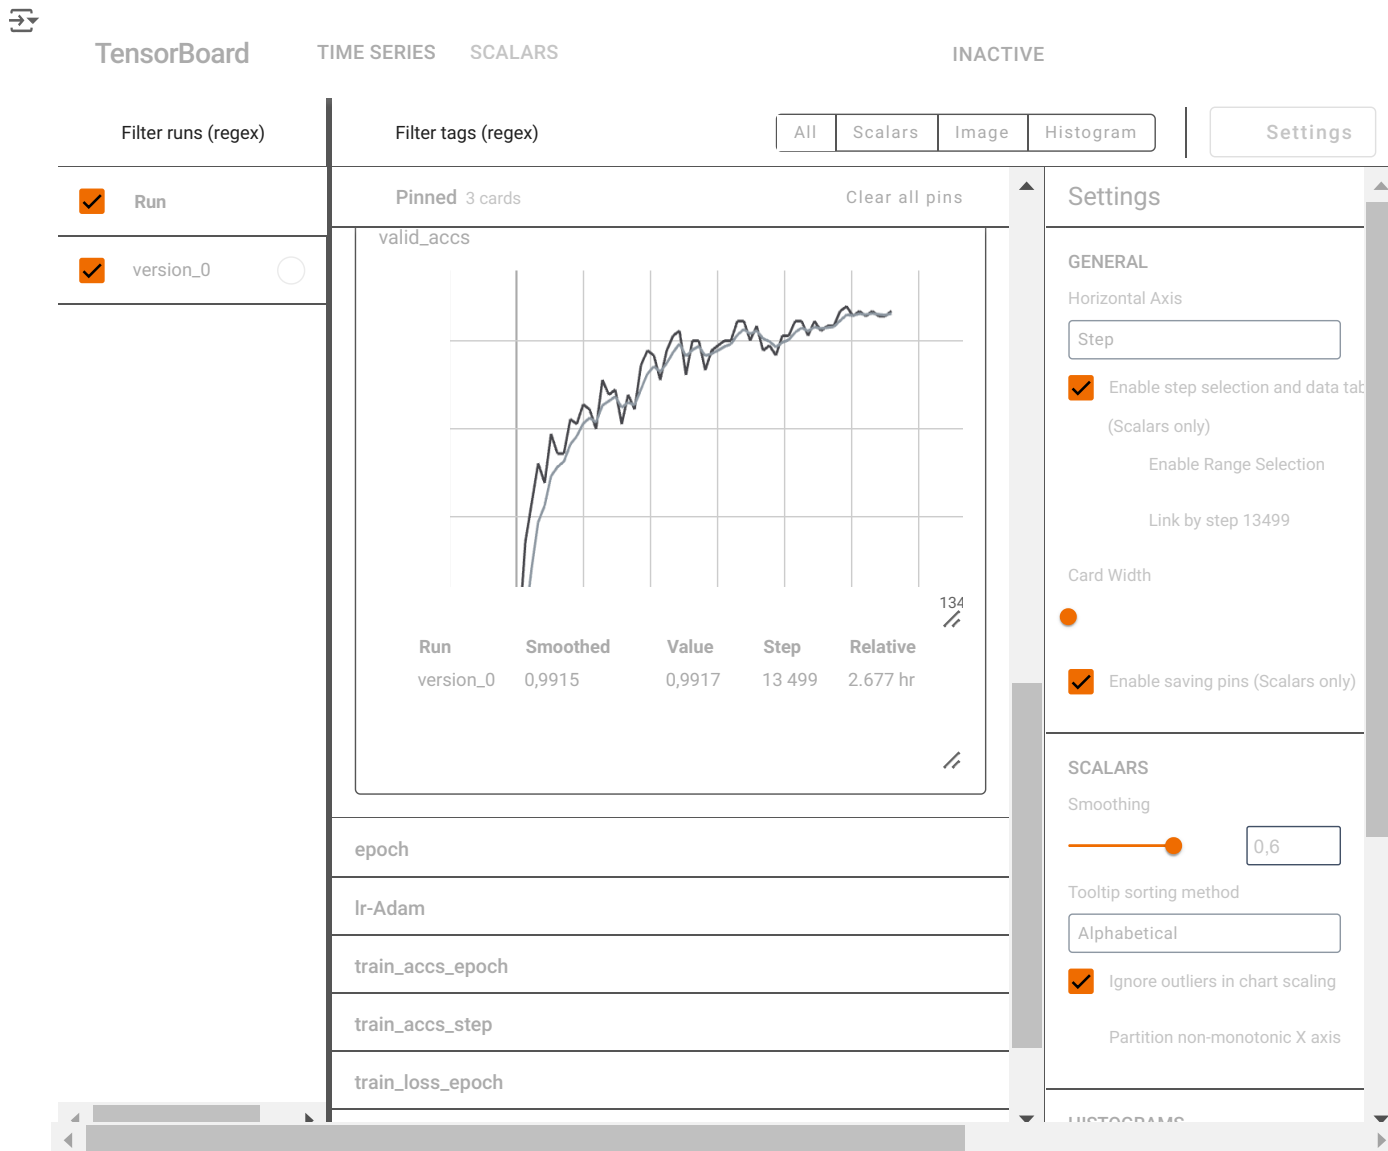 TensorBoard
TIME SERIES
SCALARS
INACTIVE
Filter runs (regex)
Filter tags (regex)
All
Scalars
Image
Histogram
Settings
Run
version_0
Pinned 3 cards
Clear all pins
valid_accs
134
Run Smoothed Value Step Relative
version_0 0,9915 0,9917 13 499 2.677 hr
epoch
lr-Adam
train_accs_epoch
train_accs_step
train_loss_epoch
Settings
GENERAL
Horizontal Axis
Step
Enable step selection and data tab
(Scalars only)
Enable Range Selection
Link by step 13499
Card Width
Enable saving pins (Scalars only)
SCALARS
Smoothing
0,6
Tooltip sorting method
Alphabetical
Ignore outliers in chart scaling
Partition non-monotonic X axis
HISTOGRAMS